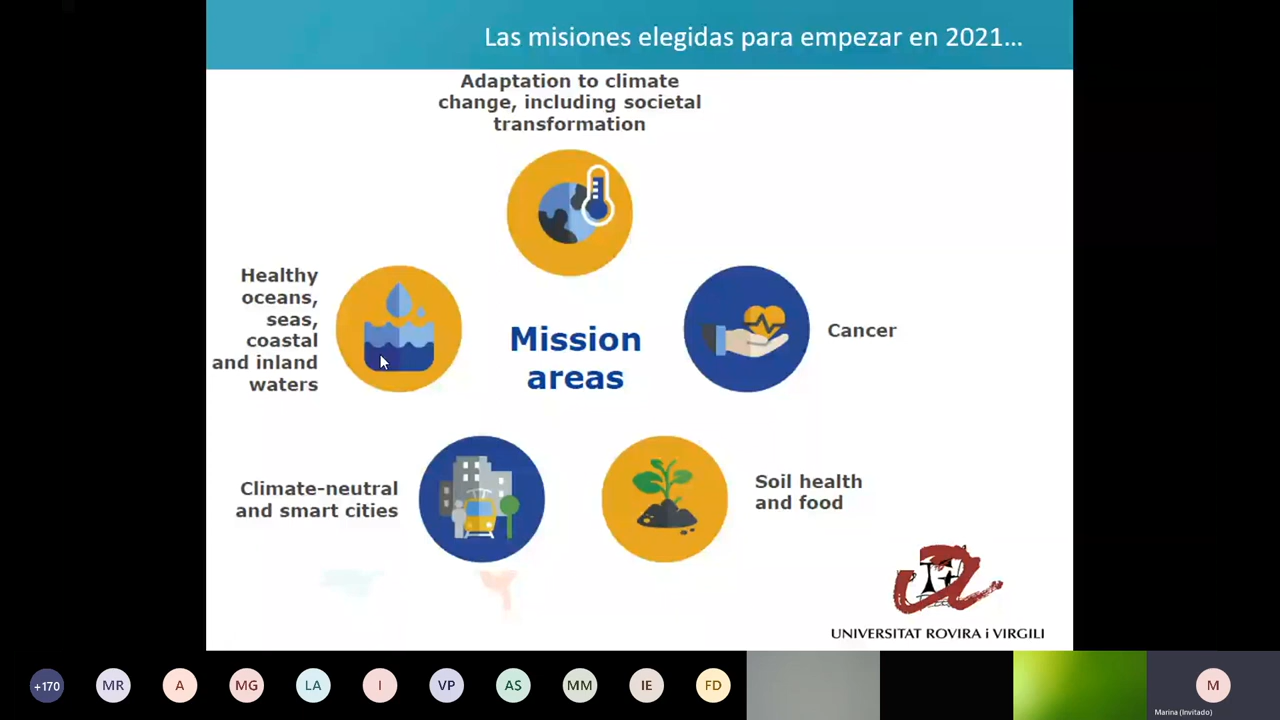 Las misiones elegidas para empezar en 2021...
Adaptation to climate
change, including societal
transformation
Healthy
oceans,
seas,
coastal
and inland
waters
Mission
areas
Cancer
Climate-neutral
and smart cities
Soil health
and food
UNIVERSITAT ROVIRA i VIRGILI
+170
MR
A
MG
LA
I
VP
AS
MM
IE
FD
M
Marina (Invitado)